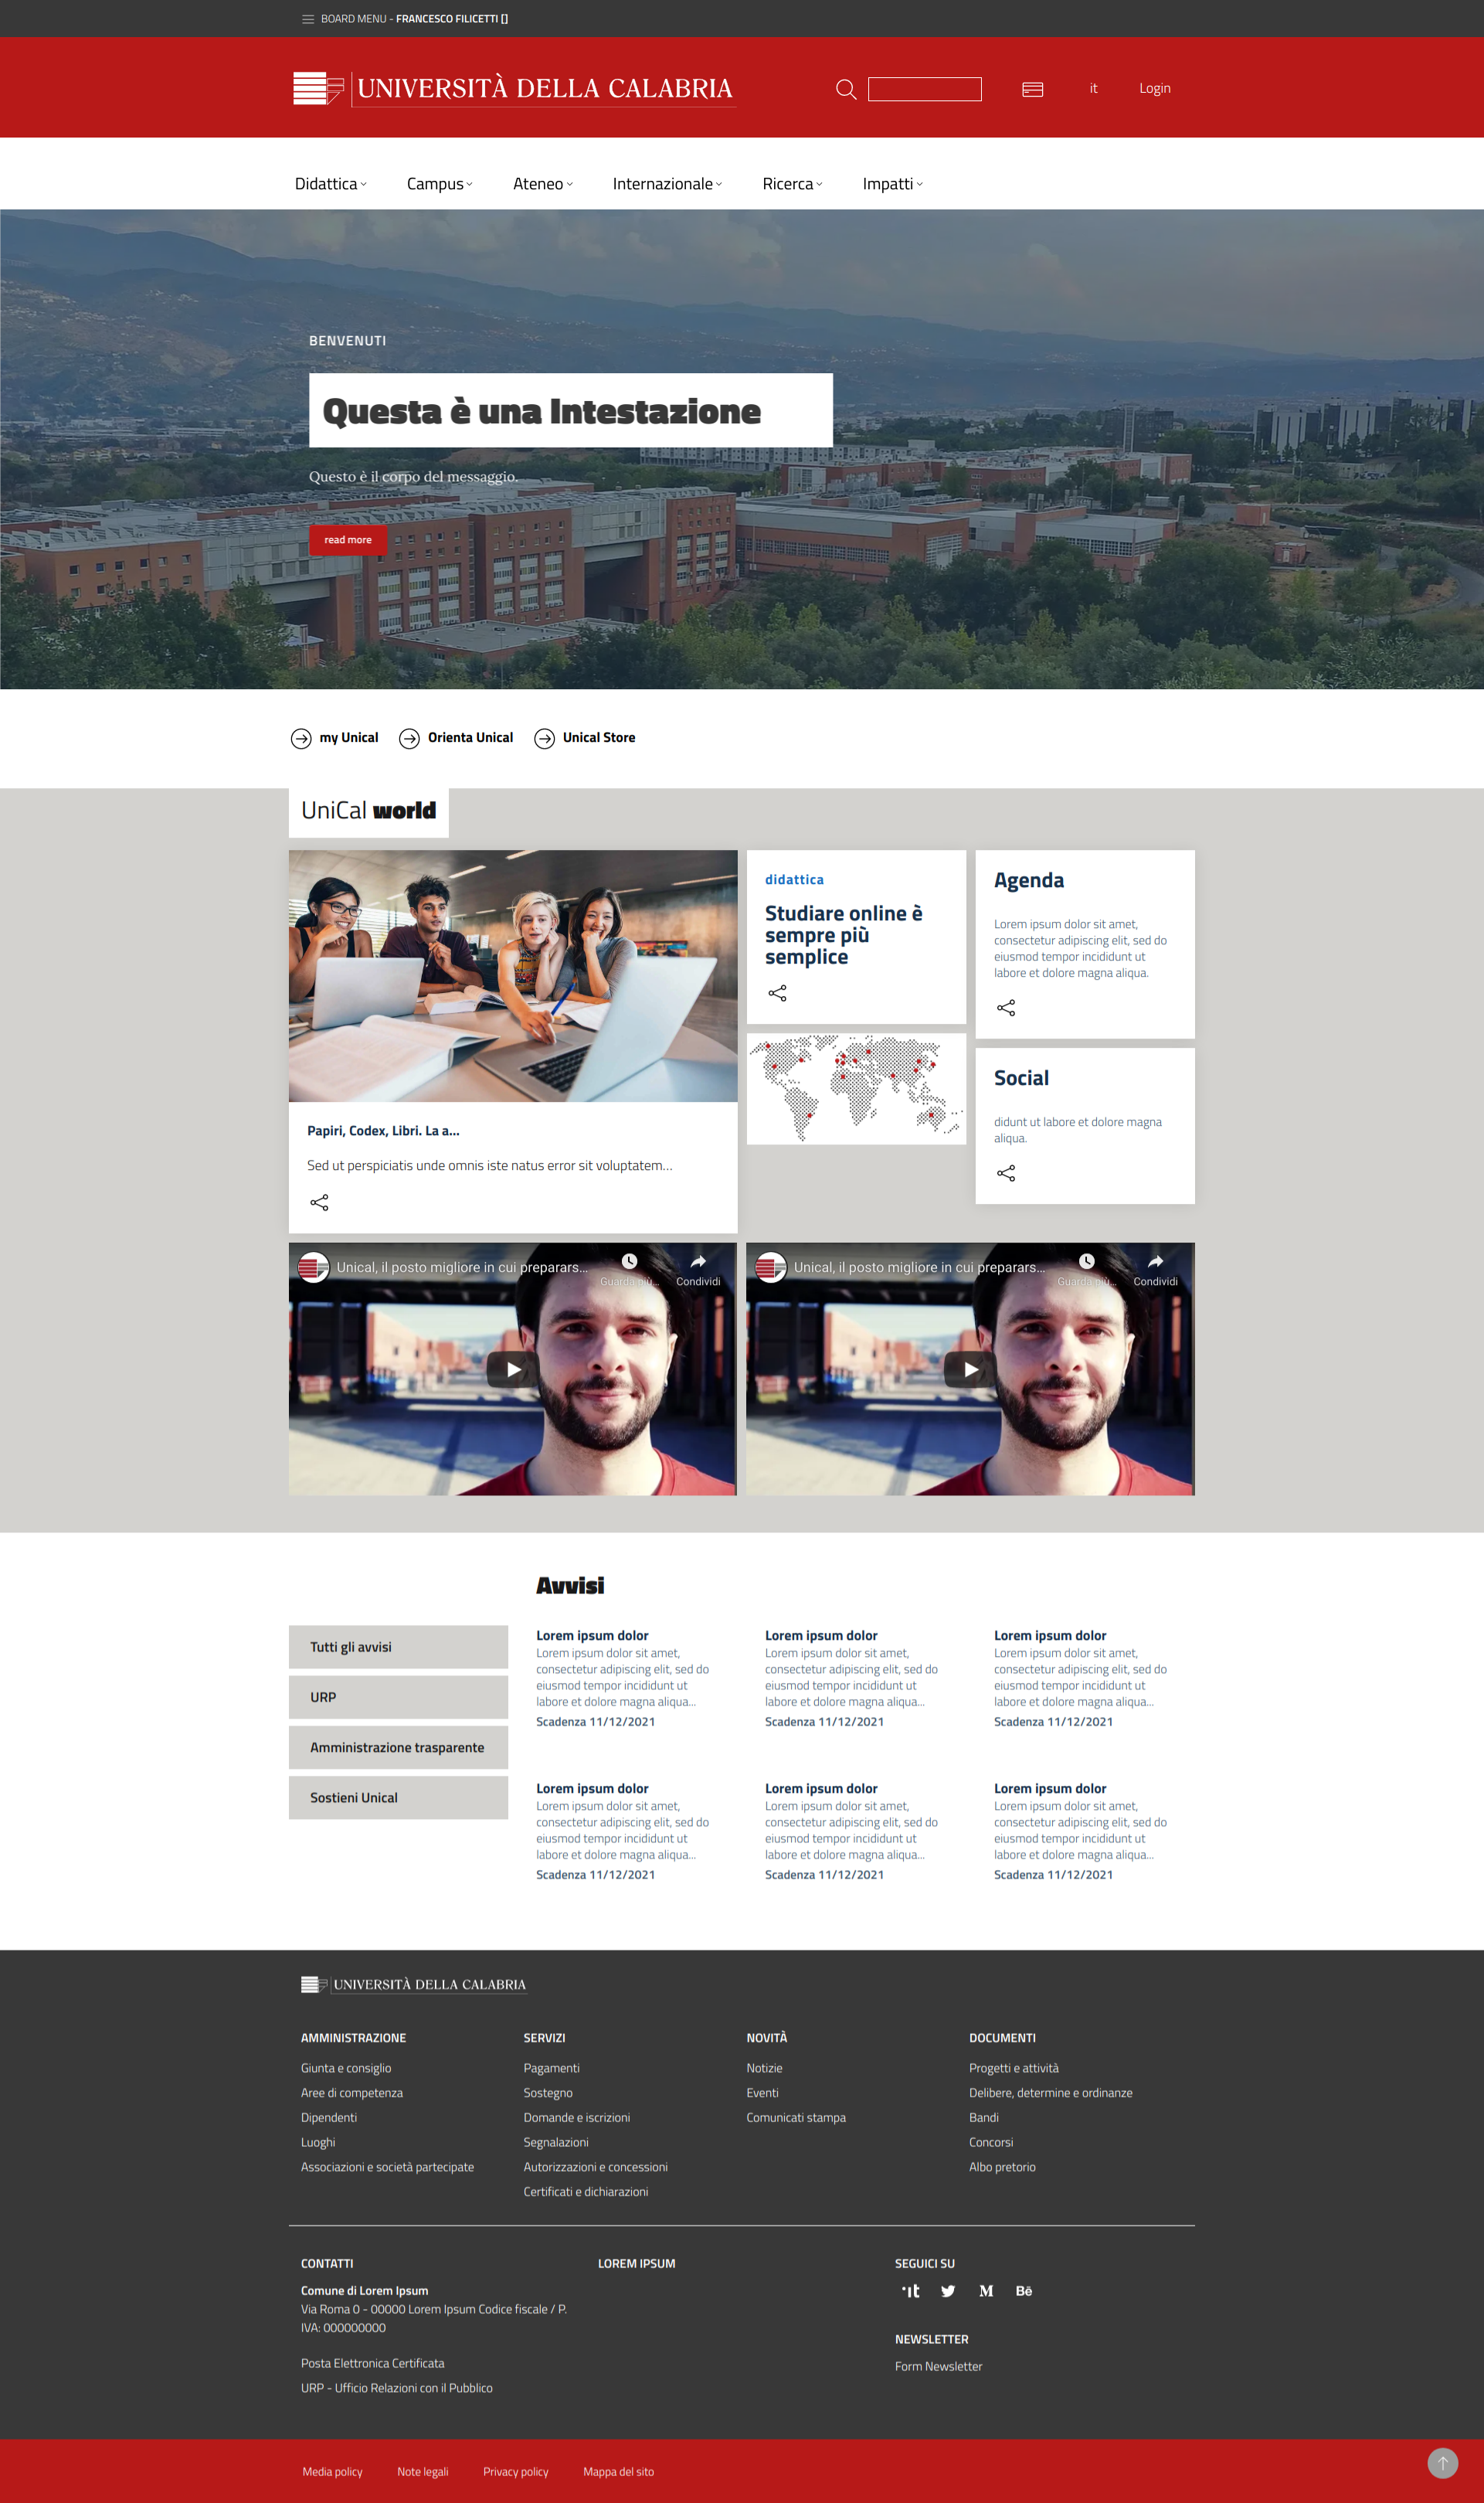 BOARD MENU - FRANCESCO FILICETTI []
UNIVERSITÀ DELLA CALABRIA
it
Login
Didattica
Campus
Ateneo
Internazionale
Ricerca
Impatti
BENVENUTI
Questa è una Intestazione
Questo è il corpo del messaggio.
read more
my Unical
Orienta Unical
Unical Store
UniCal world
Papiri, Codex, Libri. La a...
Sed ut perspiciatis unde omnis iste natus error sit voluptatem...
didattica
Studiare online è
sempre più
semplice
Agenda
Lorem ipsum dolor sit amet,
consectetur adipiscing elit, sed do
eiusmod tempor incididunt ut
labore et dolore magna aliqua.
Social
didunt ut labore et dolore magna
aliqua.
Unical, il posto migliore in cui preparars...
Guarda più...
Condividi
Unical, il posto migliore in cui preparars...
Guarda più...
Condividi
Avvisi
Tutti gli avvisi
URP
Amministrazione trasparente
Sostieni Unical
Lorem ipsum dolor
Lorem ipsum dolor sit amet,
consectetur adipiscing elit, sed do
eiusmod tempor incididunt ut
labore et dolore magna aliqua...
Scadenza 11/12/2021
Lorem ipsum dolor
Lorem ipsum dolor sit amet,
consectetur adipiscing elit, sed do
eiusmod tempor incididunt ut
labore et dolore magna aliqua...
Scadenza 11/12/2021
Lorem ipsum dolor
Lorem ipsum dolor sit amet,
consectetur adipiscing elit, sed do
eiusmod tempor incididunt ut
labore et dolore magna aliqua...
Scadenza 11/12/2021
Lorem ipsum dolor
Lorem ipsum dolor sit amet,
consectetur adipiscing elit, sed do
eiusmod tempor incididunt ut
labore et dolore magna aliqua...
Scadenza 11/12/2021
Lorem ipsum dolor
Lorem ipsum dolor sit amet,
consectetur adipiscing elit, sed do
eiusmod tempor incididunt ut
labore et dolore magna aliqua...
Scadenza 11/12/2021
Lorem ipsum dolor
Lorem ipsum dolor sit amet,
consectetur adipiscing elit, sed do
eiusmod tempor incididunt ut
labore et dolore magna aliqua...
Scadenza 11/12/2021
UNIVERSITÀ DELLA CALABRIA
AMMINISTRAZIONE
Giunta e consiglio
Aree di competenza
Dipendenti
Luoghi
Associazioni e società partecipate
SERVIZI
Pagamenti
Sostegno
Domande e iscrizioni
Segnalazioni
Autorizzazioni e concessioni
Certificati e dichiarazioni
NOVITÀ
Notizie
Eventi
Comunicati stampa
DOCUMENTI
Progetti e attività
Delibere, determine e ordinanze
Bandi
Concorsi
Albo pretorio
CONTATTI
Comune di Lorem Ipsum
Via Roma 0 - 00000 Lorem Ipsum Codice fiscale / P.
IVA: 000000000
Posta Elettronica Certificata
URP - Ufficio Relazioni con il Pubblico
LOREM IPSUM
SEGUICI SU
NEWSLETTER
Form Newsletter
Media policy
Note legali
Privacy policy
Mappa del sito